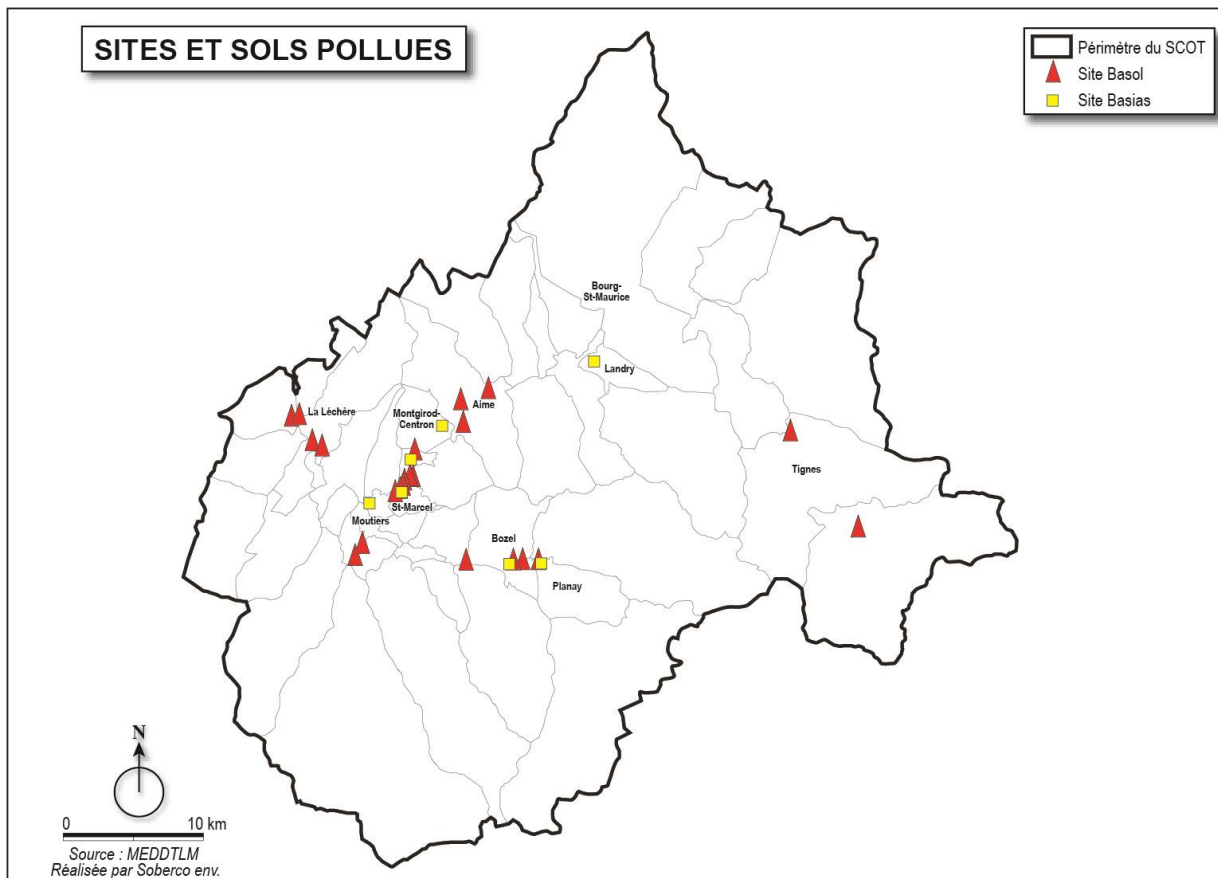 SITES ET SOLS POLLUES
Périmètre du SCOT
Site Basol
Site Basias
Bourg-
St-Maurice
Landry
La Léchère
Montgirod-
Centron
Aime
Tignes
St-Marcel
Moutiers
Bozel
Planay
N
0 10 km
Source : MEDDTLM
Réalisée par Soberco env.